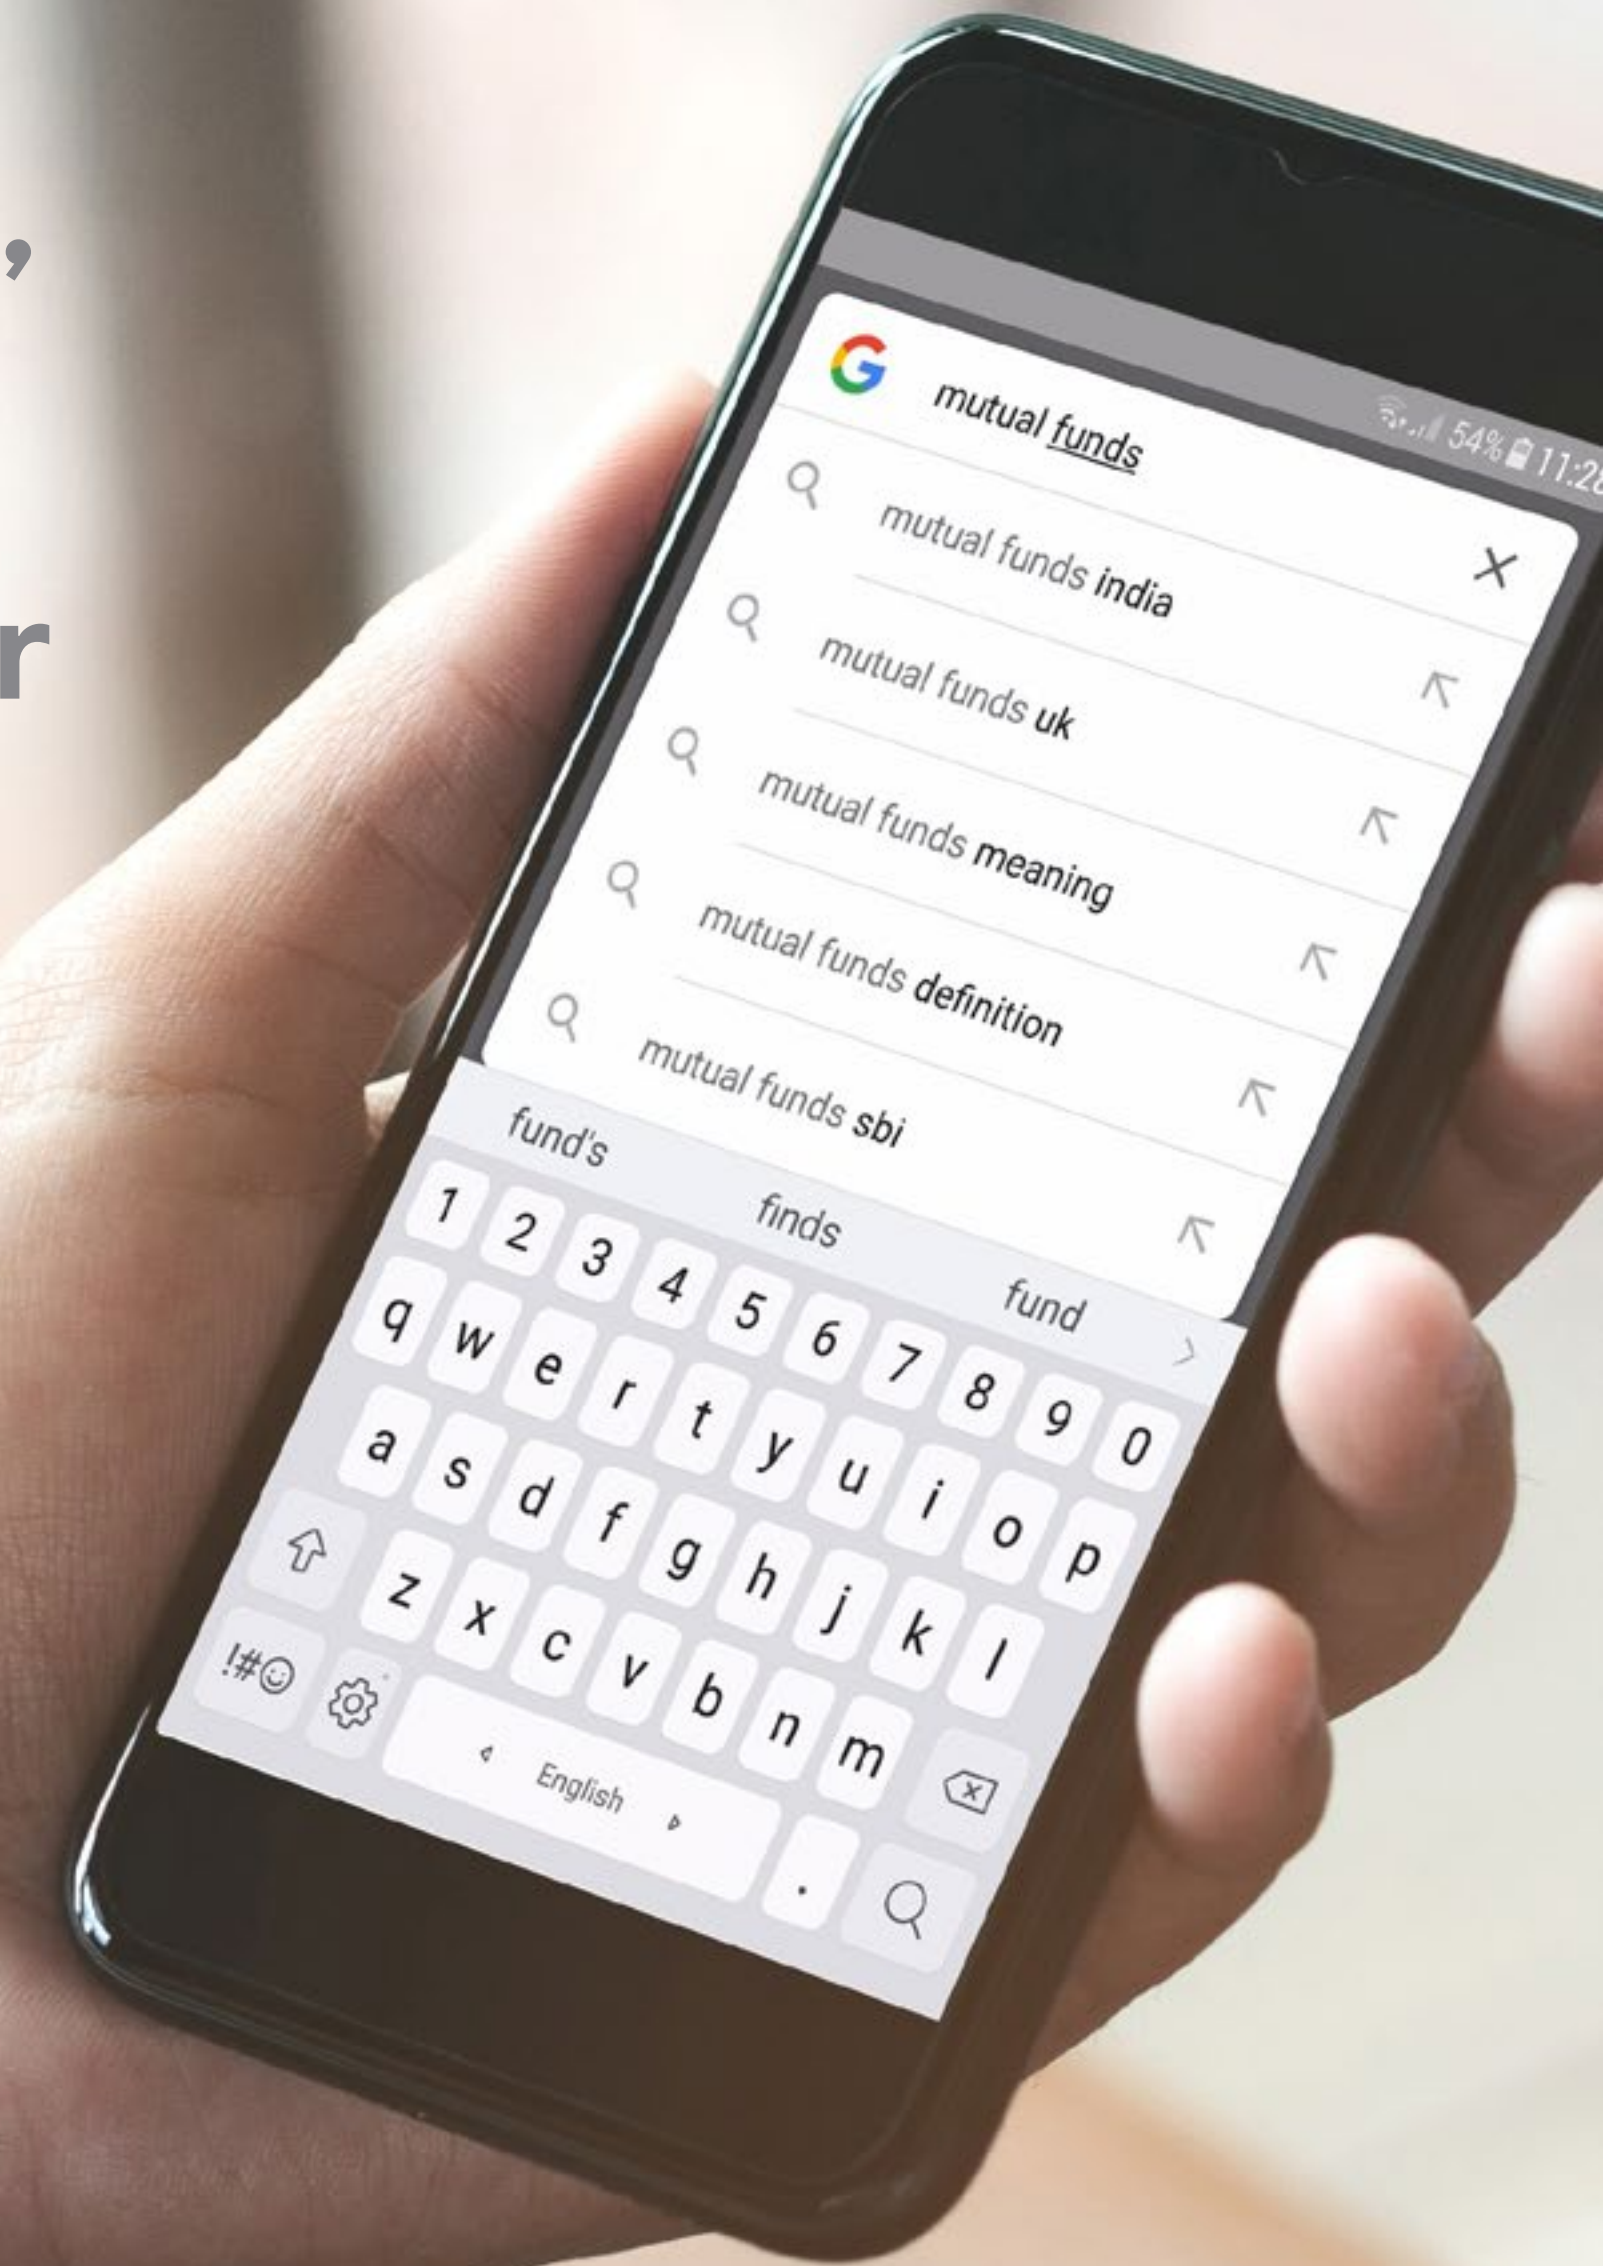 ,
r
54% 11:28
G mutual funds
mutual funds india
mutual funds uk
mutual funds meaning
mutual funds definition
mutual funds sbi
fund's finds fund
1 2 3 4 5 6 7 8 9 0
q w e r t y u i o p
a s d f g h j k l
z x c v b n m
!#☺ English .